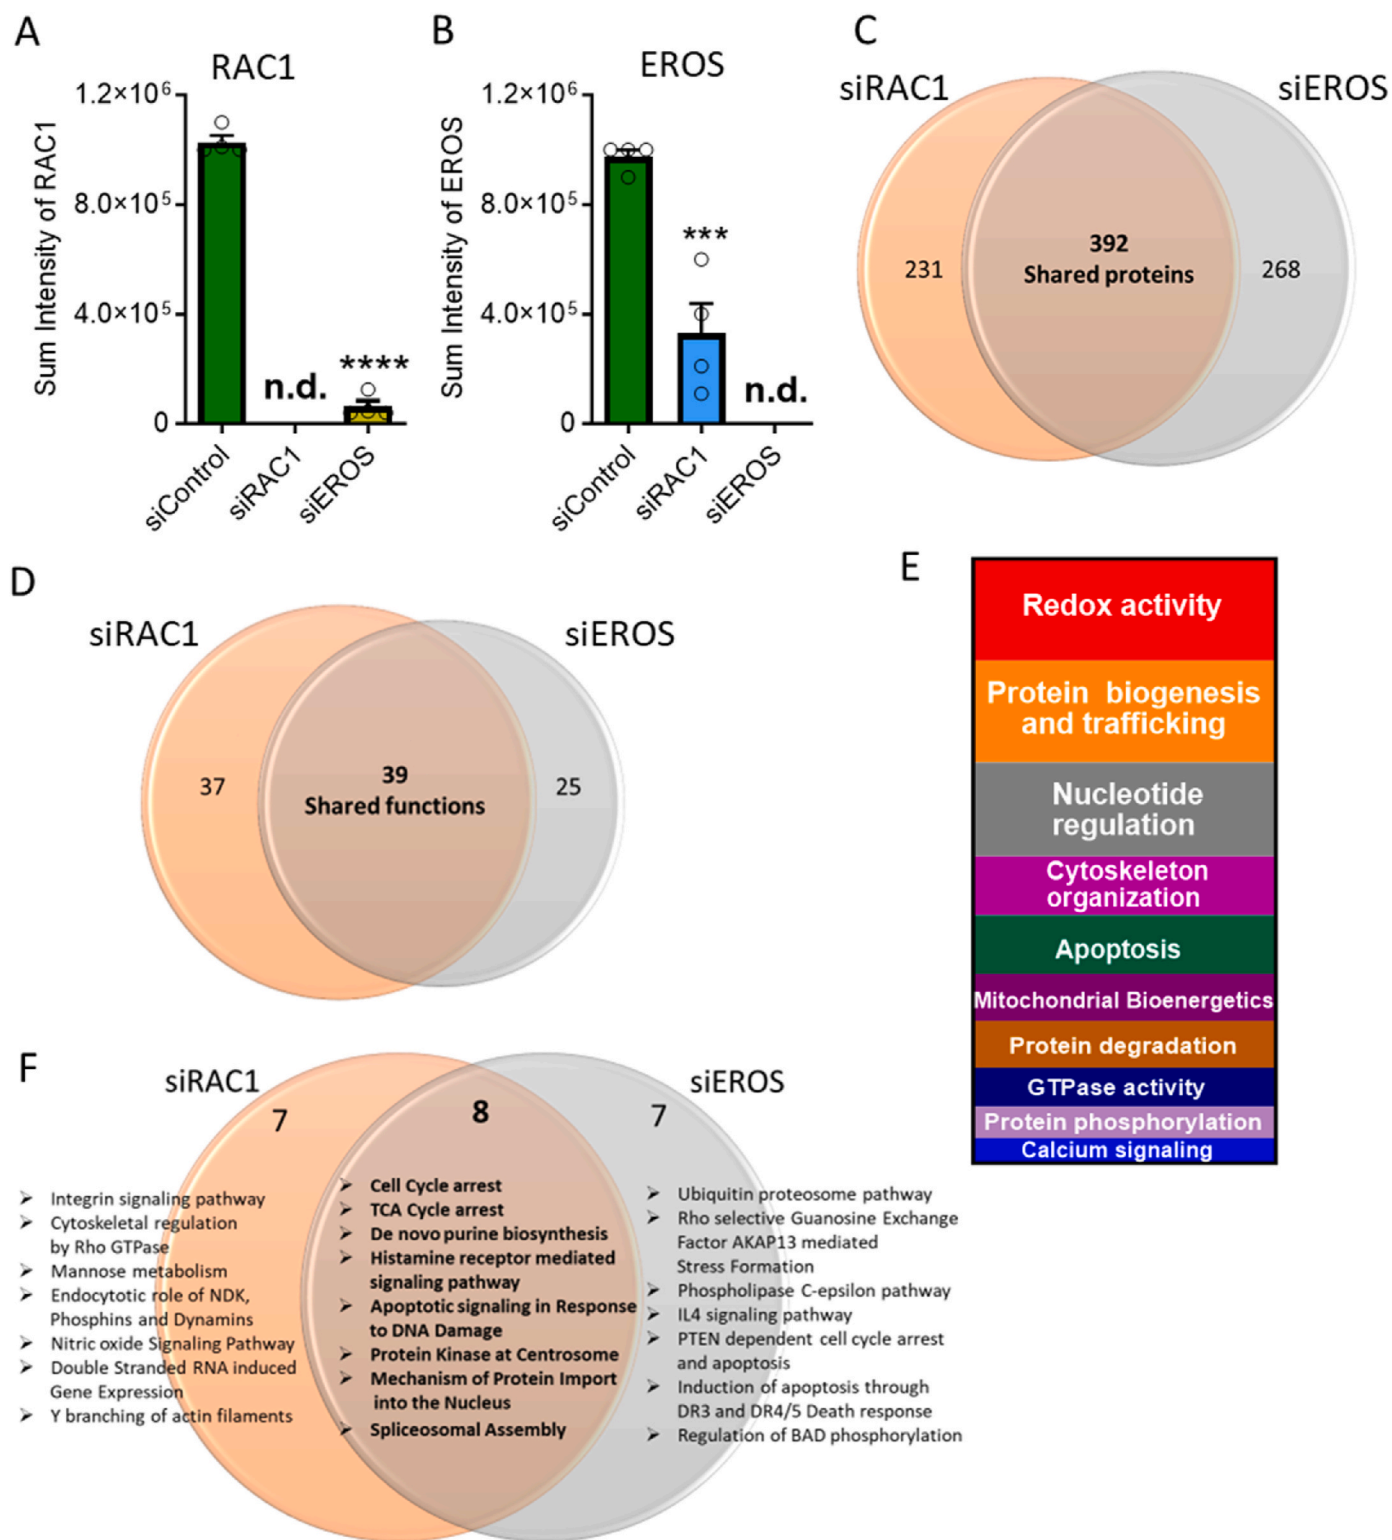 A
RAC1
Sum Intensity of RAC1
1.2×10⁶
8.0×10⁵
4.0×10⁵
0
n.d.
****
siControl
siRAC1
siEROS
B
EROS
Sum Intensity of EROS
1.2×10⁶
8.0×10⁵
4.0×10⁵
0
***
n.d.
siControl
siRAC1
siEROS
C
siRAC1
siEROS
231
392
Shared proteins
268
D
siRAC1
siEROS
37
39
Shared functions
25
E
Redox activity
Protein biogenesis
and trafficking
Nucleotide
regulation
Cytoskeleton
organization
Apoptosis
Mitochondrial Bioenergetics
Protein degradation
GTPase activity
Protein phosphorylation
Calcium signaling
F
siRAC1
siEROS
7
8
7
➢ Integrin signaling pathway
➢ Cytoskeletal regulation
by Rho GTPase
➢ Mannose metabolism
➢ Endocytotic role of NDK,
Phosphins and Dynamins
➢ Nitric oxide Signaling Pathway
➢ Double Stranded RNA induced
Gene Expression
➢ Y branching of actin filaments
➢ Cell Cycle arrest
➢ TCA Cycle arrest
➢ De novo purine biosynthesis
➢ Histamine receptor mediated
signaling pathway
➢ Apoptotic signaling in Response
to DNA Damage
➢ Protein Kinase at Centrosome
➢ Mechanism of Protein Import
into the Nucleus
➢ Spliceosomal Assembly
➢ Ubiquitin proteosome pathway
➢ Rho selective Guanosine Exchange
Factor AKAP13 mediated
Stress Formation
➢ Phospholipase C-epsilon pathway
➢ IL4 signaling pathway
➢ PTEN dependent cell cycle arrest
and apoptosis
➢ Induction of apoptosis through
DR3 and DR4/5 Death response
➢ Regulation of BAD phosphorylation